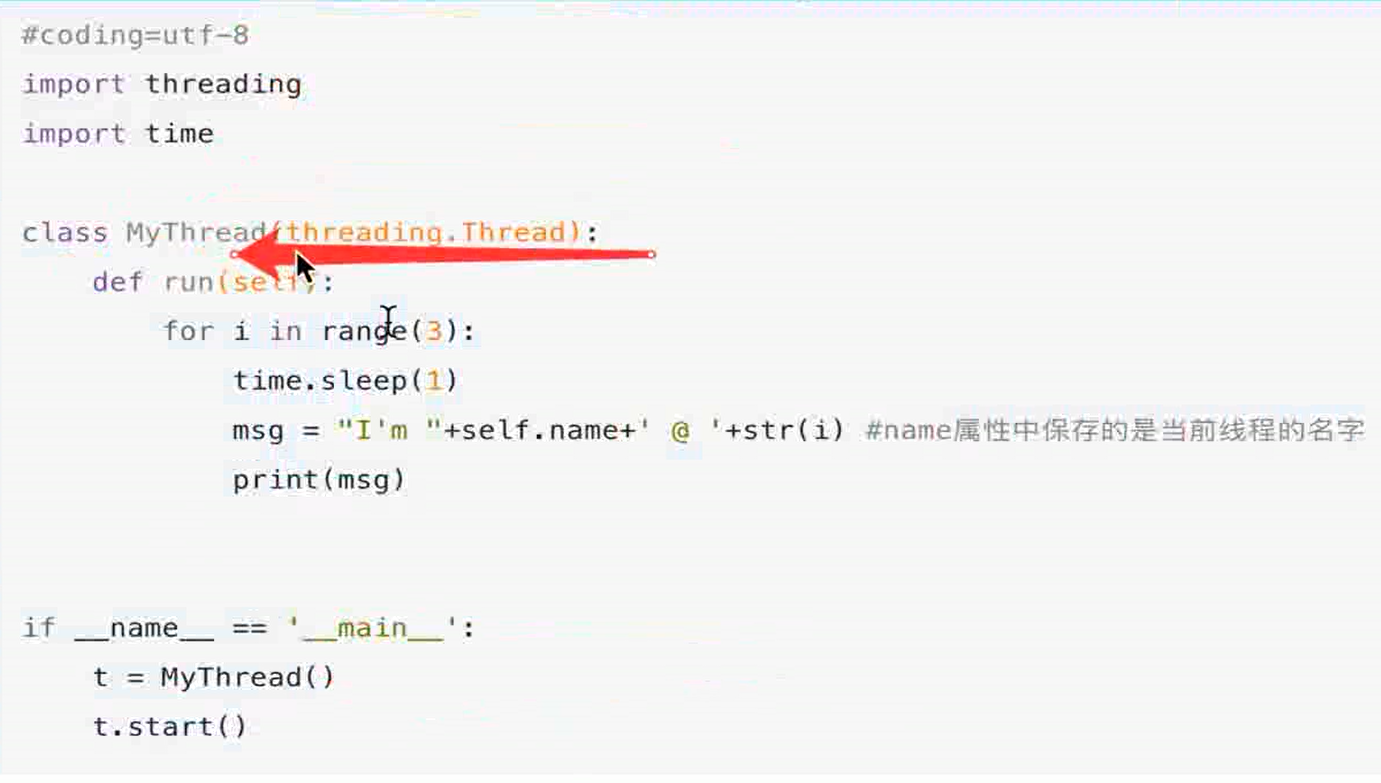 #coding=utf-8
import threading
import time
class MyThread(threading.Thread):
def run(self):
for i in range(3):
time.sleep(1)
msg = "I'm "+self.name+' @ '+str(i) #name属性中保存的是当前线程的名字
print(msg)
if __name__ == '__main__':
t = MyThread()
t.start()